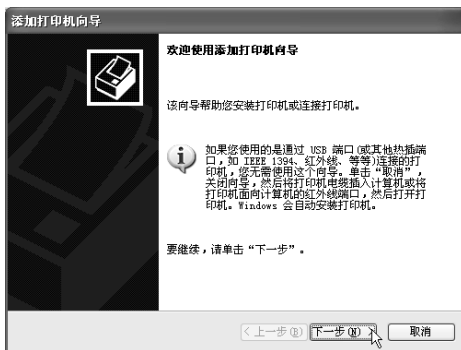 添加打印机向导
欢迎使用添加打印机向导
该向导帮助您安装打印机或连接打印机。
如果您使用的是通过 USB 端口(或其他热插端
口,如 IEEE 1394、红外线、等等)连接的打
印机,您无需使用这个向导。单击“取消”,
关闭向导,然后将打印机电缆插入计算机或将
打印机面向计算机的红外线端口,然后打开打
印机。Windows 会自动安装打印机。
要继续,请单击“下一步”。
< 上一步(B) 下一步(N) > 取消